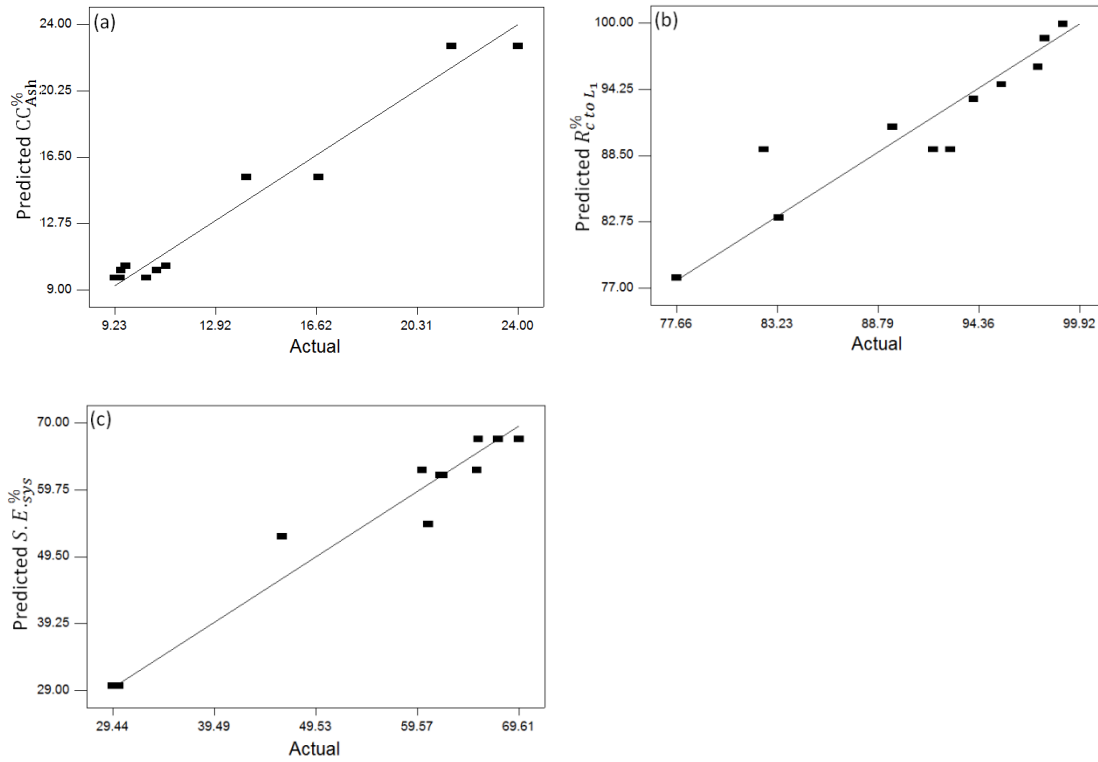 (a)
24.00
20.25
16.50
12.75
9.00
Predicted CC%Ash
9.23 12.92 16.62 20.31 24.00
Actual
(b)
100.00
94.25
88.50
82.75
77.00
Predicted R%c to L1
77.66 83.23 88.79 94.36 99.92
Actual
(c)
70.00
59.75
49.50
39.25
29.00
Predicted S. E.%sys
29.44 39.49 49.53 59.57 69.61
Actual